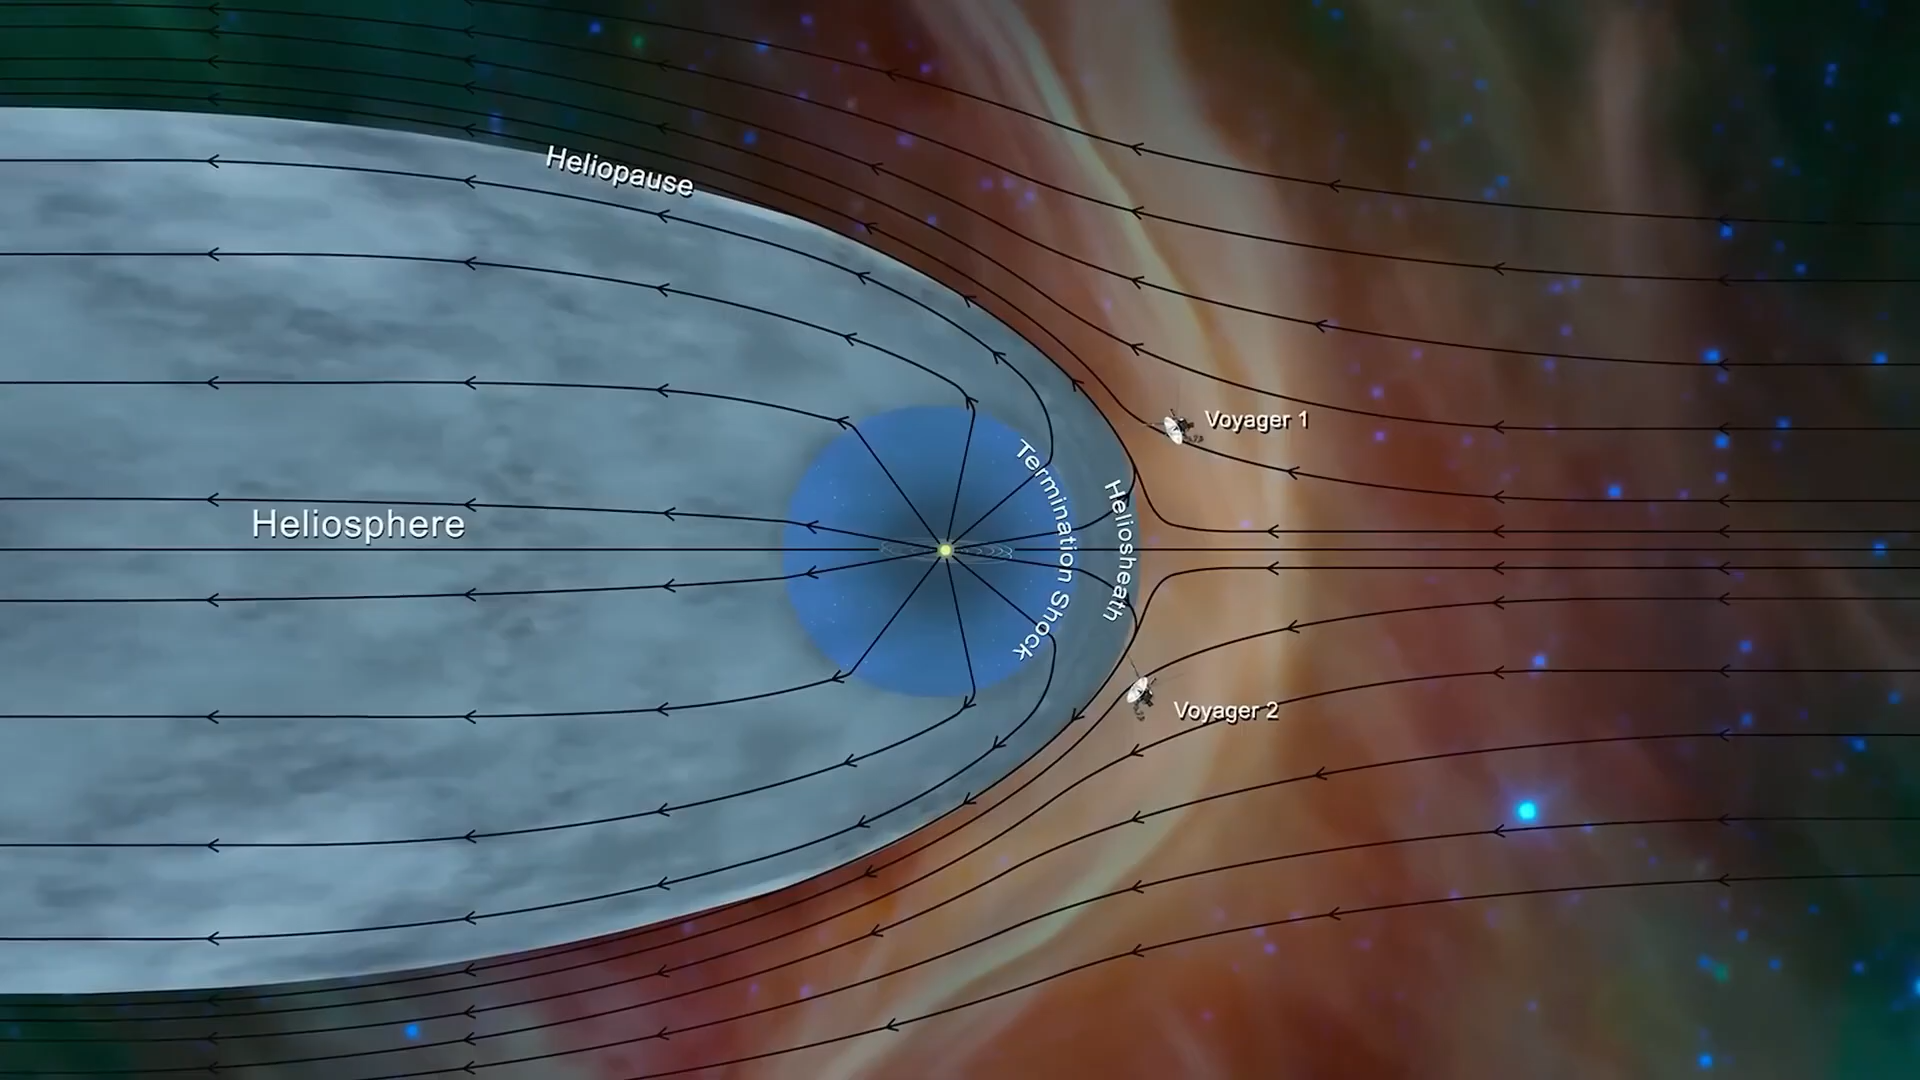 Heliopause
Voyager 1
Termination Shock
Heliosheath
Heliosphere
Voyager 2